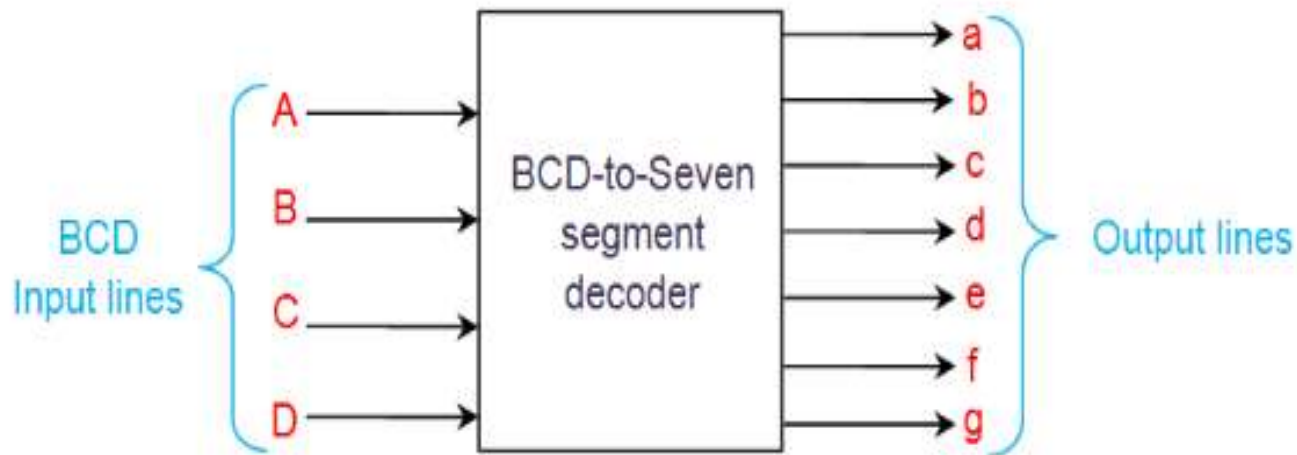 BCD
Input lines
A
B
C
D
BCD-to-Seven
segment
decoder
a
b
c
d
e
f
g
Output lines